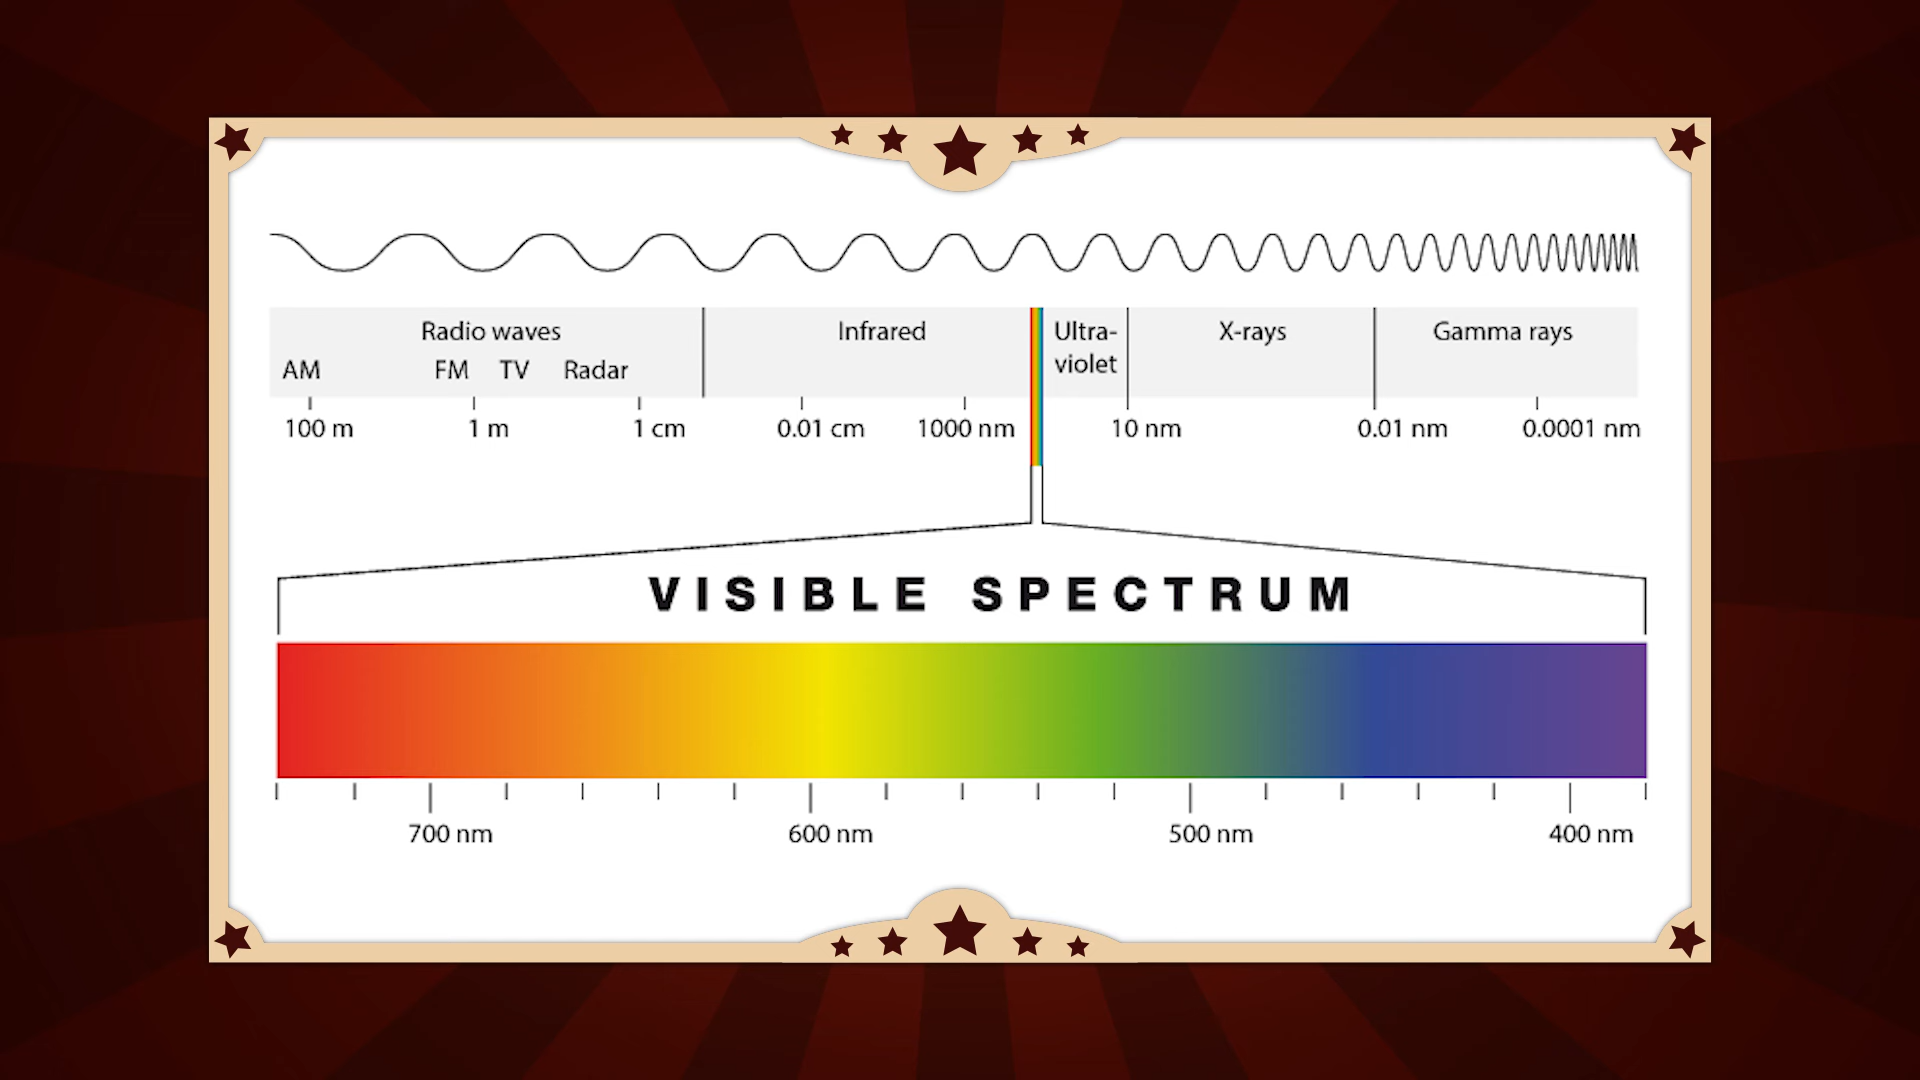 Radio waves Infrared Ultra-
violet X-rays Gamma rays
AM FM TV Radar
100 m 1 m 1 cm 0.01 cm 1000 nm 10 nm 0.01 nm 0.0001 nm
VISIBLE SPECTRUM
700 nm 600 nm 500 nm 400 nm